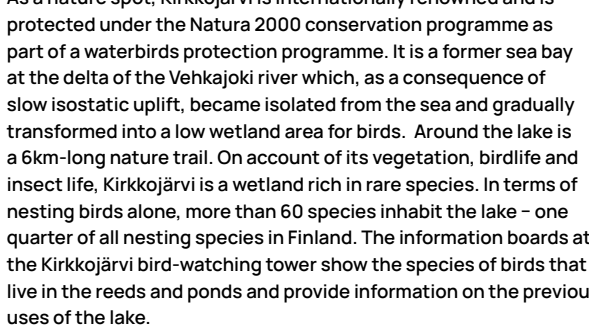 As a nature spot, Kirkkojärvi is internationally renowned and is
protected under the Natura 2000 conservation programme as
part of a waterbirds protection programme. It is a former sea bay
at the delta of the Vehkajoki river which, as a consequence of
slow isostatic uplift, became isolated from the sea and gradually
transformed into a low wetland area for birds. Around the lake is
a 6km-long nature trail. On account of its vegetation, birdlife and
insect life, Kirkkojärvi is a wetland rich in rare species. In terms of
nesting birds alone, more than 60 species inhabit the lake – one
quarter of all nesting species in Finland. The information boards at
the Kirkkojärvi bird-watching tower show the species of birds that
live in the reeds and ponds and provide information on the previou
uses of the lake.